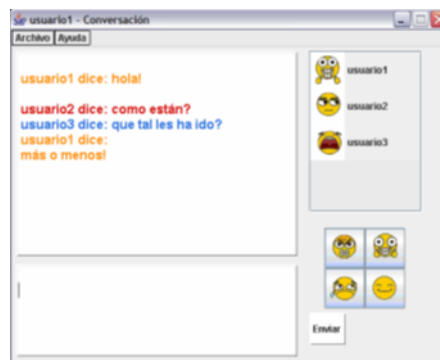 usuario1 - Conversación
Archivo Ayuda
usuario1 dice: hola!
usuario2 dice: como están?
usuario3 dice: que tal les ha ido?
usuario1 dice:
más o menos!
usuario1
usuario2
usuario3
Enviar